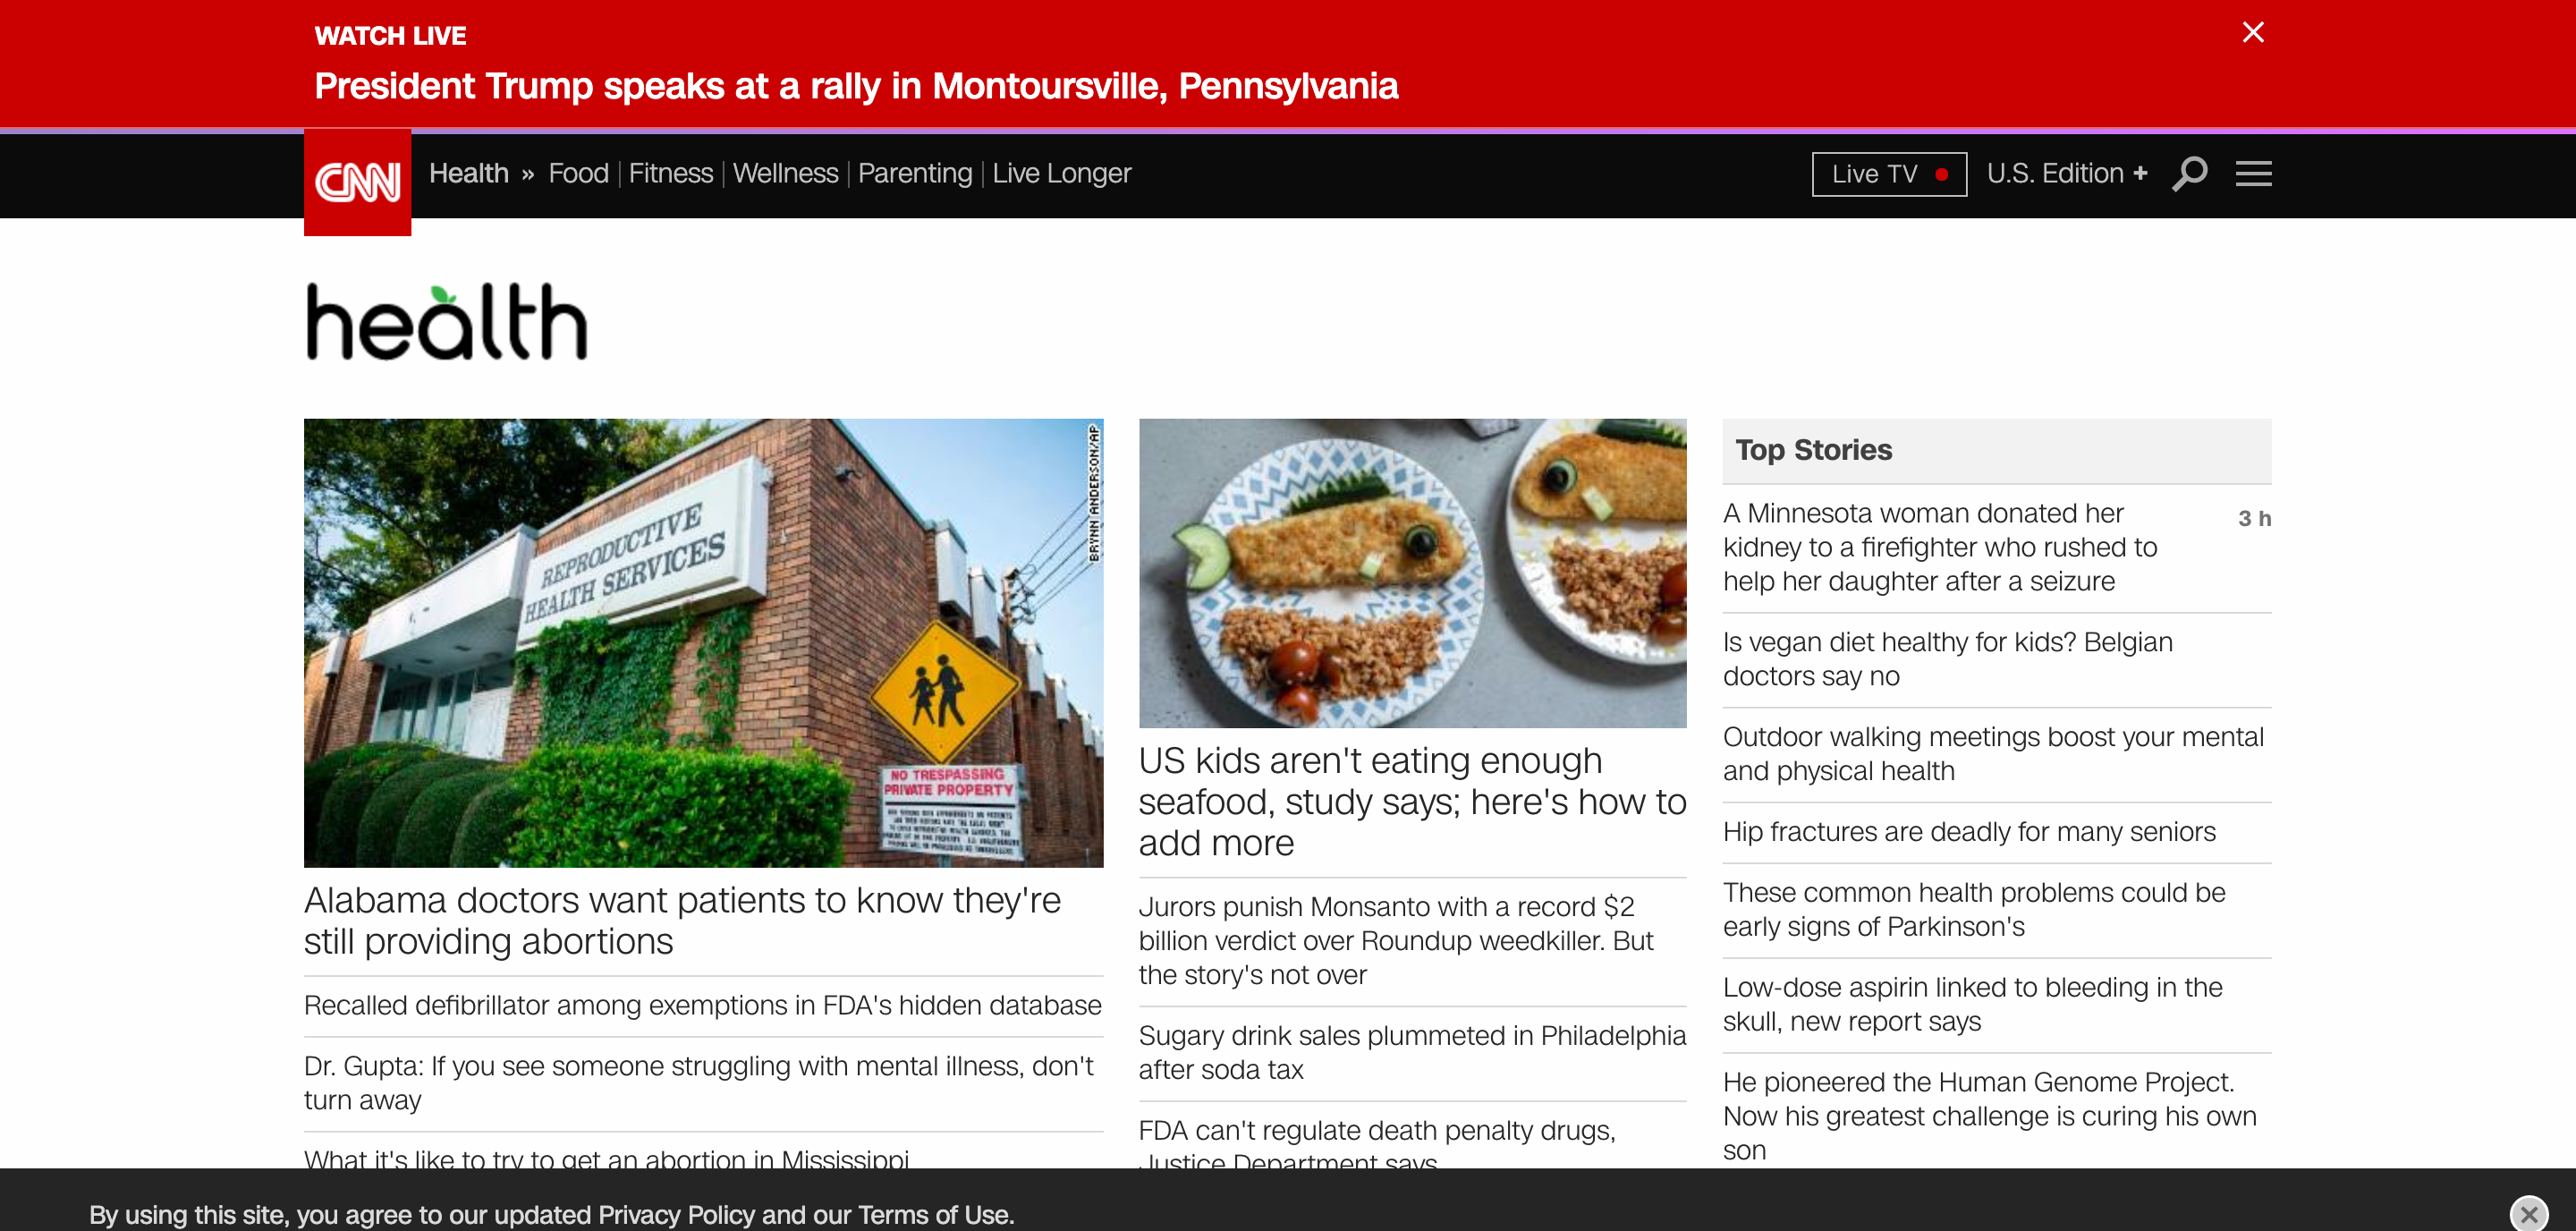 WATCH LIVE
President Trump speaks at a rally in Montoursville, Pennsylvania
CNN
Health » Food Fitness Wellness Parenting Live Longer
Live TV
U.S. Edition +
health
BRYNN ANDERSON/AP
REPRODUCTIVE
HEALTH SERVICES
NO TRESPASSING
PRIVATE PROPERTY
Alabama doctors want patients to know they're
still providing abortions
Recalled defibrillator among exemptions in FDA's hidden database
Dr. Gupta: If you see someone struggling with mental illness, don't
turn away
What it's like to try to get an abortion in Mississippi
US kids aren't eating enough
seafood, study says; here's how to
add more
Jurors punish Monsanto with a record $2
billion verdict over Roundup weedkiller. But
the story's not over
Sugary drink sales plummeted in Philadelphia
after soda tax
FDA can't regulate death penalty drugs,
Justice Department says
Top Stories
A Minnesota woman donated her
kidney to a firefighter who rushed to
help her daughter after a seizure
3 h
Is vegan diet healthy for kids? Belgian
doctors say no
Outdoor walking meetings boost your mental
and physical health
Hip fractures are deadly for many seniors
These common health problems could be
early signs of Parkinson's
Low-dose aspirin linked to bleeding in the
skull, new report says
He pioneered the Human Genome Project.
Now his greatest challenge is curing his own
son
By using this site, you agree to our updated Privacy Policy and our Terms of Use.